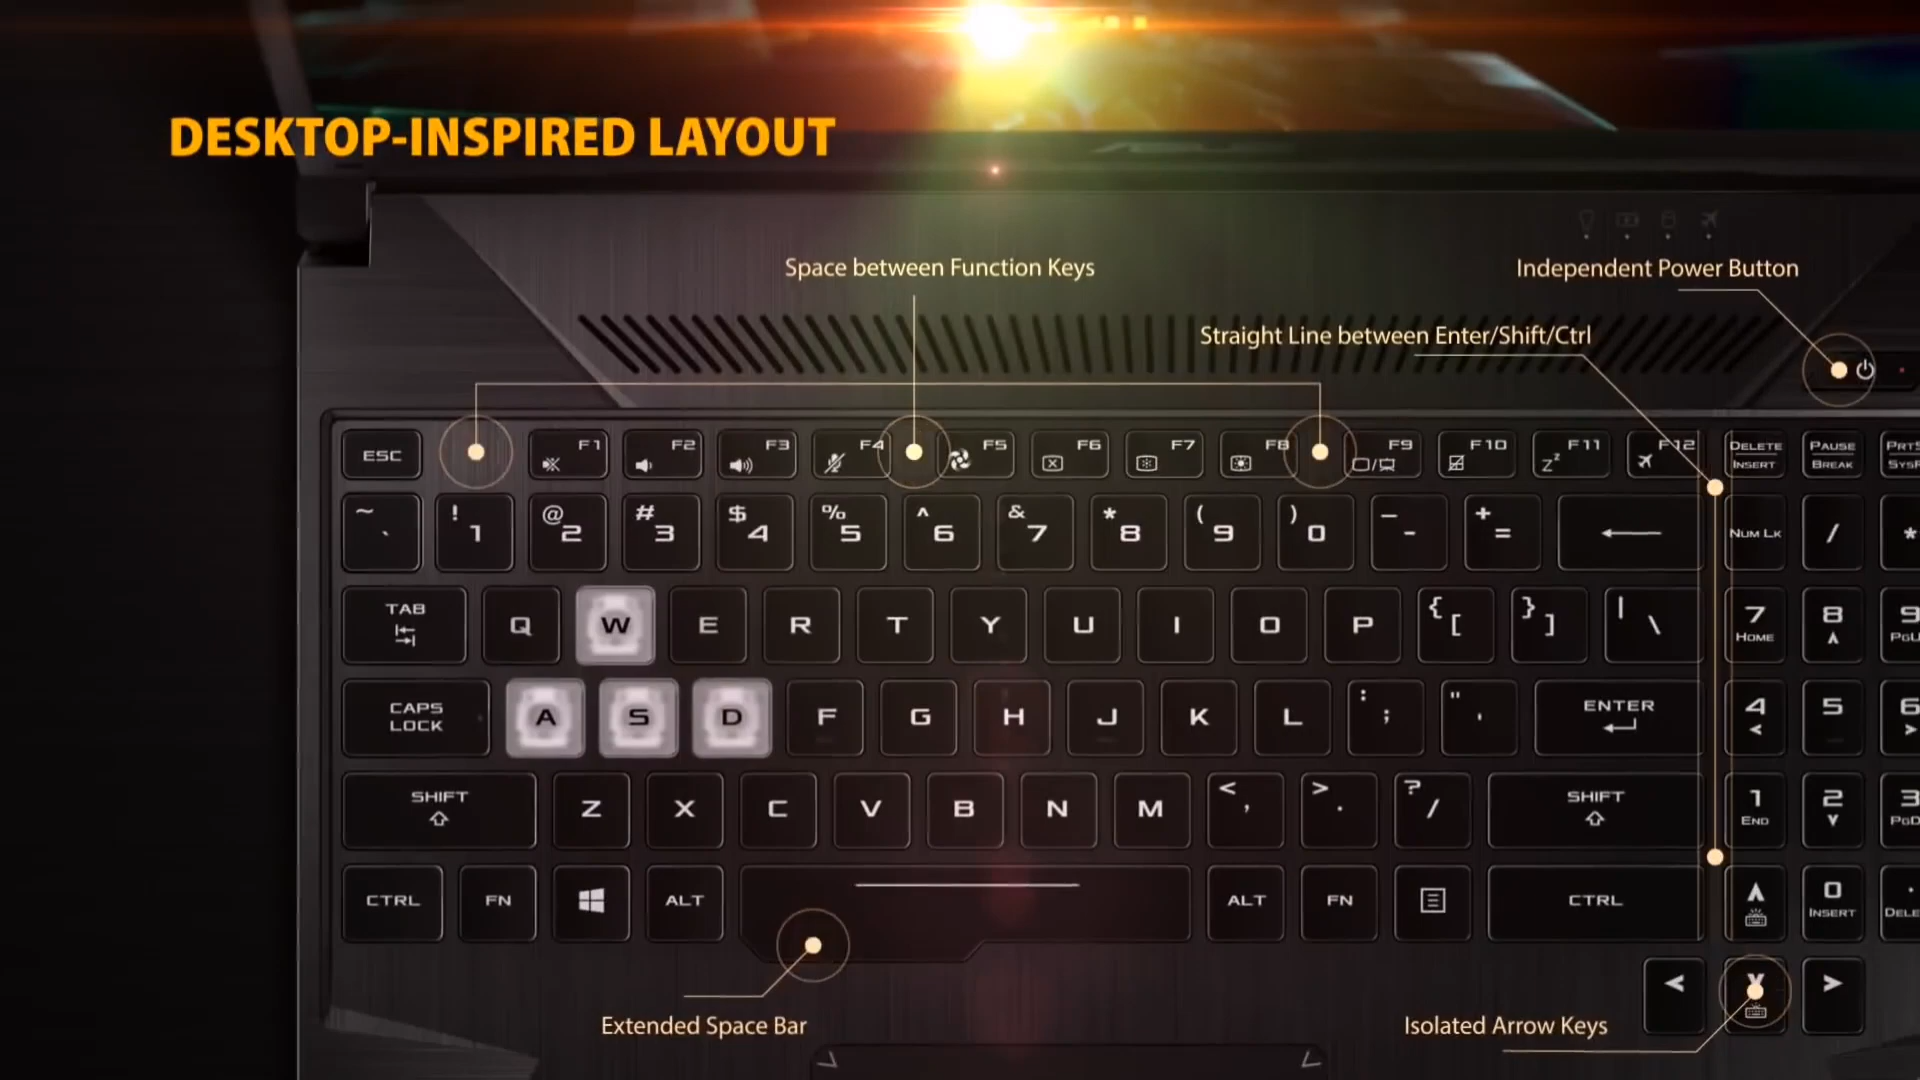 DESKTOP-INSPIRED LAYOUT
Space between Function Keys
Independent Power Button
Straight Line between Enter/Shift/Ctrl
ESC F1 F2 F3 F4 F5 F6 F7 F8 F9 F10 F11 Z F12 DELETE INSERT PAUSE BREAK
~ ` ! 1 @ 2 # 3 $ 4 % 5 ^ 6 & 7 * 8 ( 9 ) 0 _ - + = NUM LK / *
TAB Q W E R T Y U I O P { [ } ] | \ 7 HOME 8 9
CAPS LOCK A S D F G H J K L : ; " ' ENTER 4 < 5 6 >
SHIFT Z X C V B N M < , > . ? / SHIFT 1 END 2 3
CTRL FN ALT ALT FN CTRL 0 INSERT .
Extended Space Bar
Isolated Arrow Keys